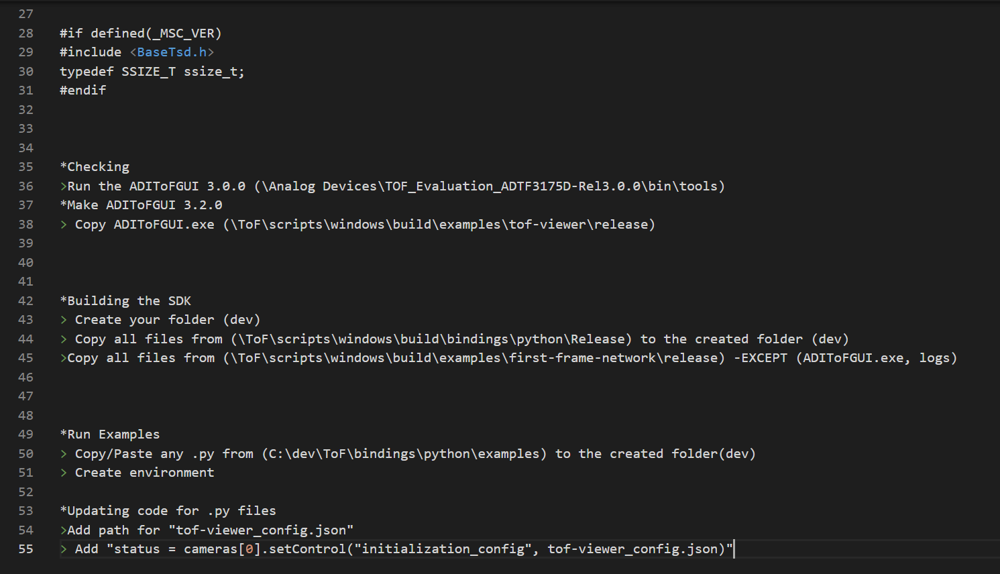 27
28 #if defined(_MSC_VER)
29 #include <BaseTsd.h>
30 typedef SSIZE_T ssize_t;
31 #endif
32
33
34
35 *Checking
36 >Run the ADIToFGUI 3.0.0 (\Analog Devices\TOF_Evaluation_ADTF3175D-Rel3.0.0\bin\tools)
37 *Make ADIToFGUI 3.2.0
38 > Copy ADIToFGUI.exe (\ToF\scripts\windows\build\examples\tof-viewer\release)
39
40
41
42 *Building the SDK
43 > Create your folder (dev)
44 > Copy all files from (\ToF\scripts\windows\build\bindings\python\Release) to the created folder (dev)
45 >Copy all files from (\ToF\scripts\windows\build\examples\first-frame-network\release) -EXCEPT (ADIToFGUI.exe, logs)
46
47
48
49 *Run Examples
50 > Copy/Paste any .py from (C:\dev\ToF\bindings\python\examples) to the created folder(dev)
51 > Create environment
52
53 *Updating code for .py files
54 >Add path for "tof-viewer_config.json"
55 > Add "status = cameras[0].setControl("initialization_config", tof-viewer_config.json)"